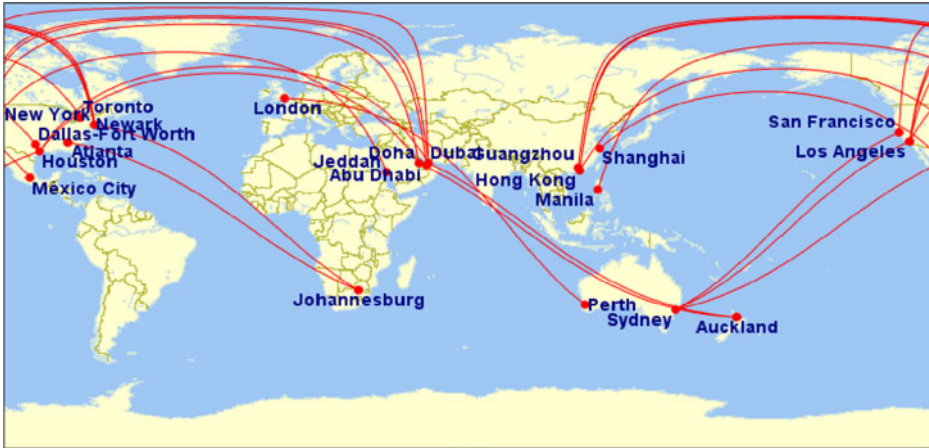 Toronto
New York
Newark
London
San Francisco
Dallas-Fort Worth
Atlanta
Houston
Los Angeles
Doha
Dubai
Guangzhou
Shanghai
Jeddah
Abu Dhabi
Hong Kong
Manila
México City
Johannesburg
Perth
Sydney
Auckland